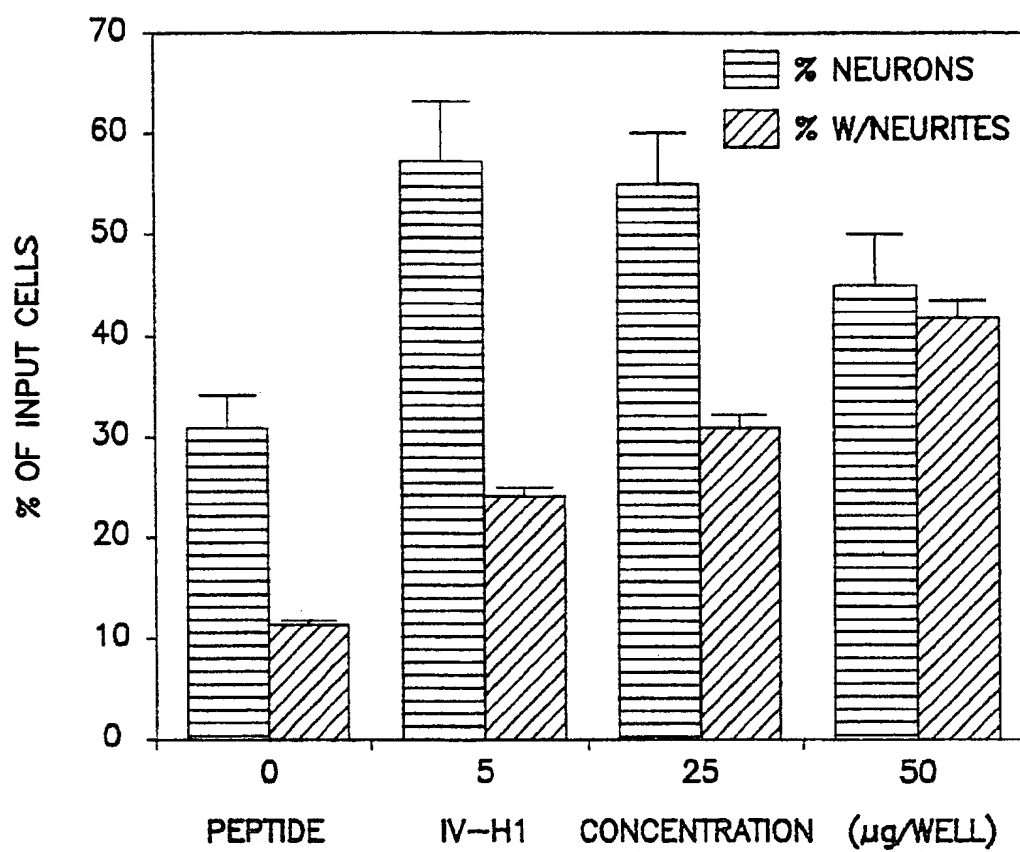 70
60
50
40
30
20
10
0
% OF INPUT CELLS
% NEURONS
% W/NEURITES
0 5 25 50
PEPTIDE IV-H1 CONCENTRATION (µg/WELL)